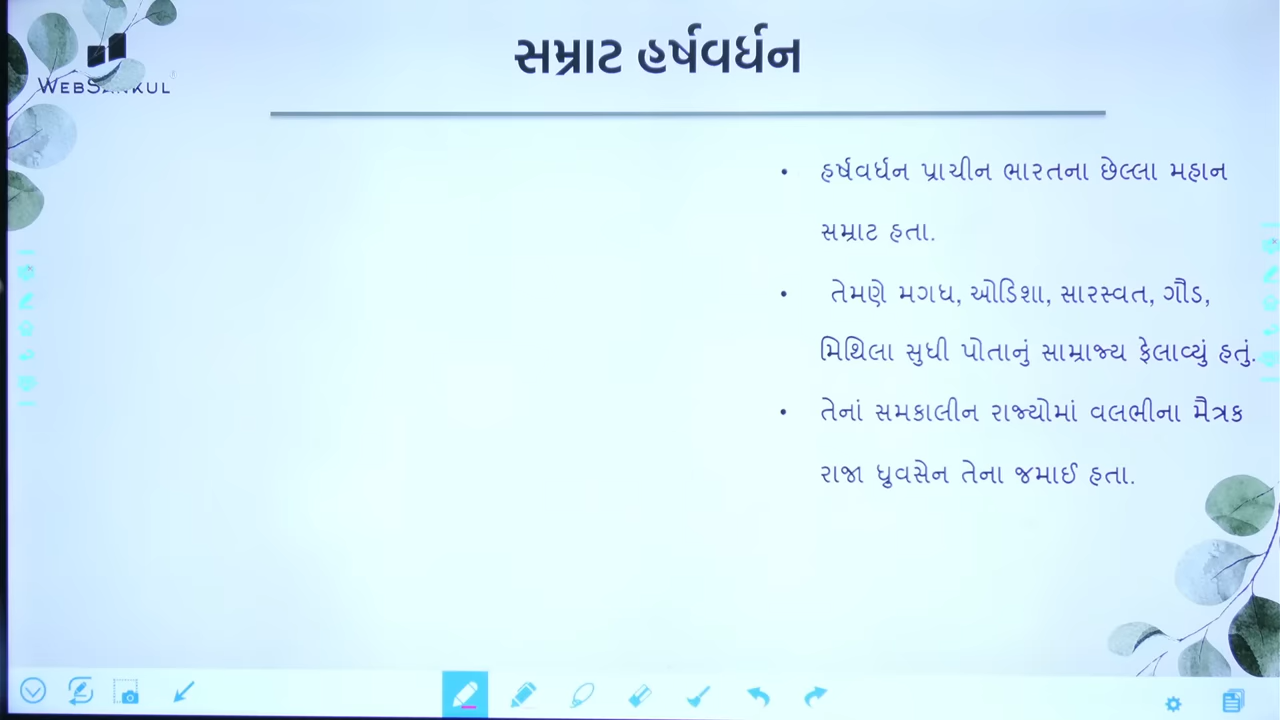 સમ્રાટ હર્ષવર્ધન
WEBSANKUL
• હર્ષવર્ધન પ્રાચીન ભારતના છેલ્લા મહાન
સમ્રાટ હતા.
• તેમણે મગધ, ઓડિશા, સારસ્વત, ગૌડ,
મિથિલા સુધી પોતાનું સામ્રાજ્ય ફેલાવ્યું હતું.
• તેનાં સમકાલીન રાજ્યોમાં વલભીના મૈત્રક
રાજા ધ્રુવસેન તેના જમાઈ હતા.